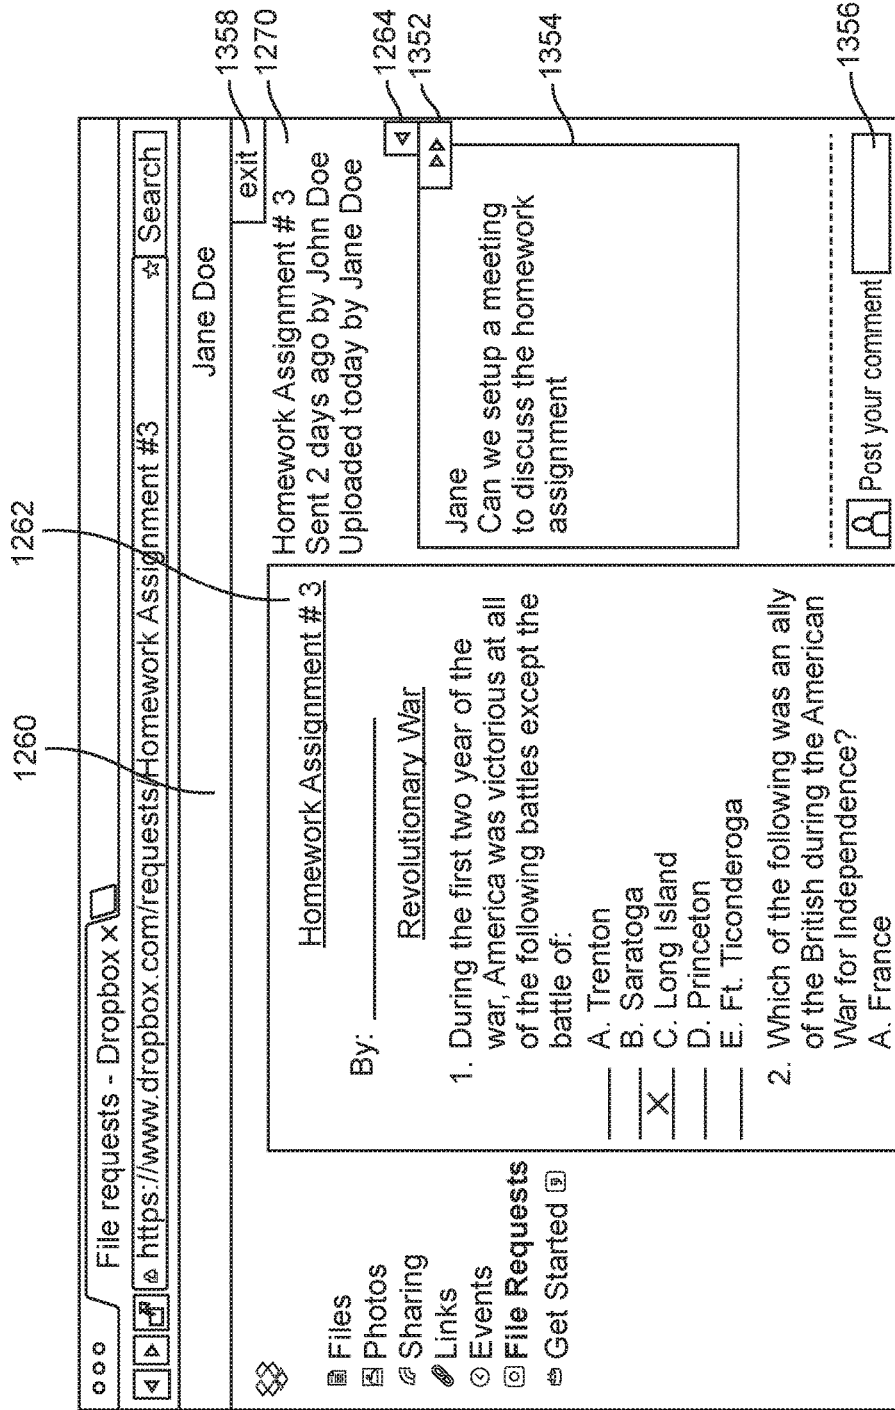 1260
1262
File requests - Dropbox X
https://www.dropbox.com/requests/Homework Assignment #3
Search
Jane Doe
exit
1358
1270
1264
1352
1354
1356
Files
Photos
Sharing
Links
Events
File Requests
Get Started 9
Homework Assignment # 3
By:
Revolutionary War
1. During the first two year of the
war, America was victorious at all
of the following battles except the
battle of:
A. Trenton
B. Saratoga
X C. Long Island
D. Princeton
E. Ft. Ticonderoga
2. Which of the following was an ally
of the British during the American
War for Independence?
A. France
Homework Assignment # 3
Sent 2 days ago by John Doe
Uploaded today by Jane Doe
Jane
Can we setup a meeting
to discuss the homework
assignment
Post your comment